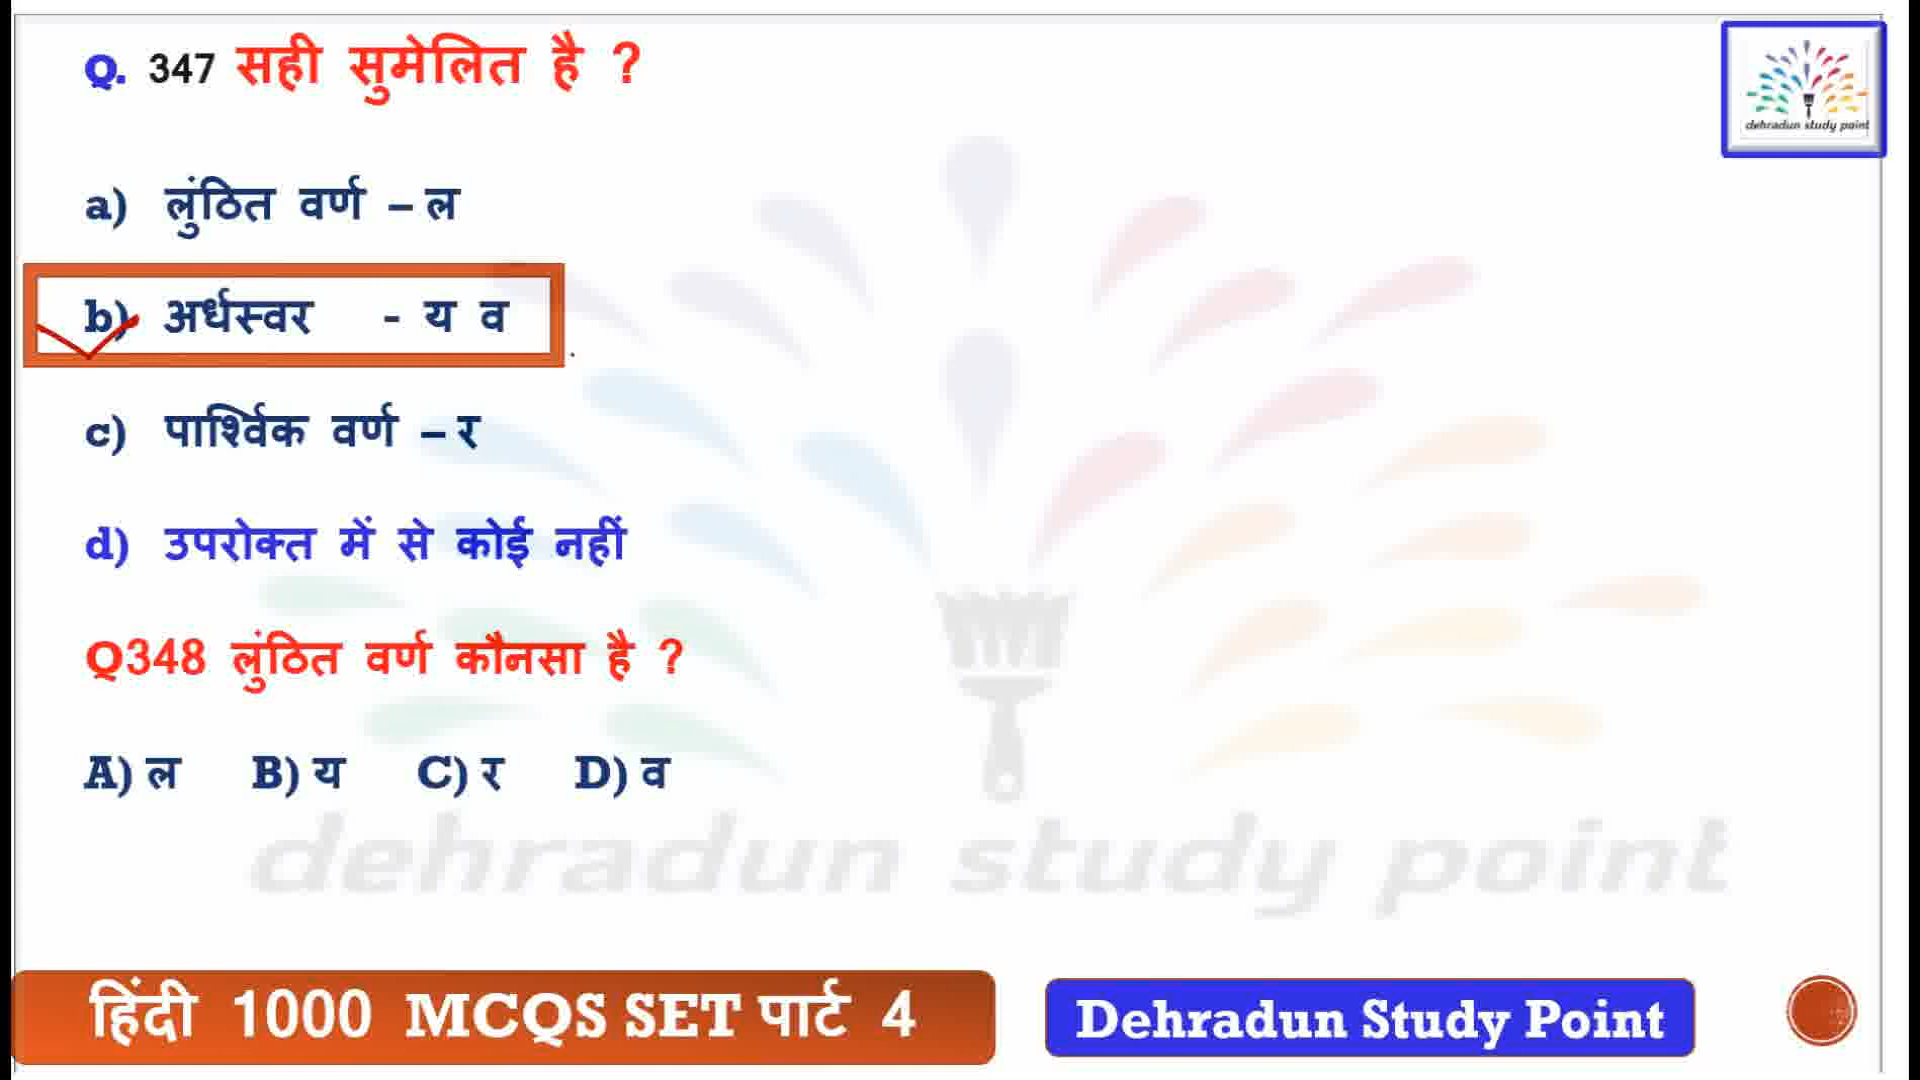 Q. 347 सही सुमेलित है ?
dehradun study point
a) लुंठित वर्ण – ल
b) अर्धस्वर - य व
c) पार्श्विक वर्ण – र
d) उपरोक्त में से कोई नहीं
Q348 लुंठित वर्ण कौनसा है ?
A) ल B) य C) र D) व
dehradun study point
हिंदी 1000 MCQS SET पार्ट 4
Dehradun Study Point